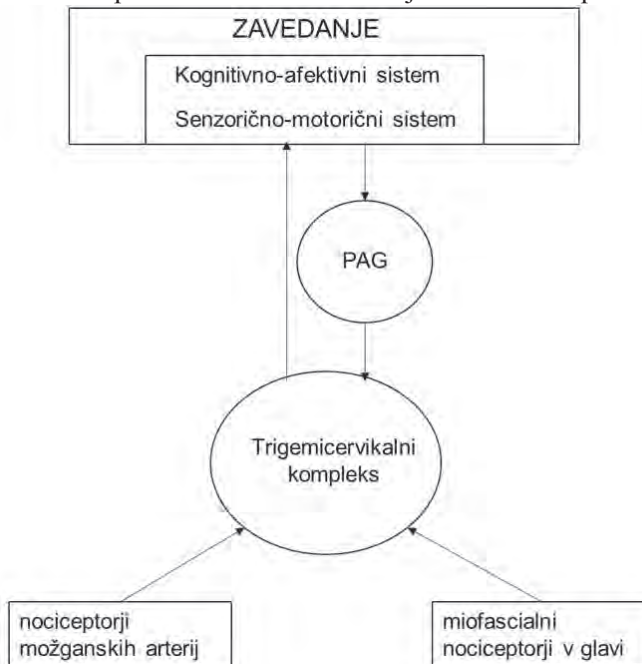 ZAVEDANJE
Kognitivno-afektivni sistem
Senzorično-motorični sistem
PAG
Trigemicervikalni
kompleks
nociceptorji
možganskih arterij
miofascialni
nociceptorji v glavi